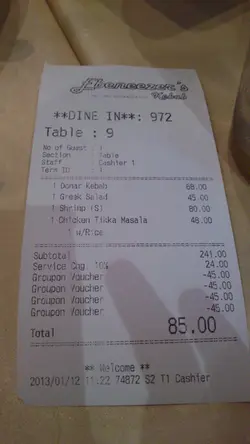 Ebeneezer's
Kebab
**DINE IN**: 972
Table : 9
No of Guest : 1
Section : Table
Staff : Cashier 1
Term ID : 1
1 Donar Kebab 68.00
1 Greek Salad 45.00
1 Shrimp (S) 80.00
1 Chicken Tikka Masala 48.00
1 w/Rice
Subtotal 241.00
Service Chg. 10% 24.00
Groupon Voucher -45.00
Groupon Voucher -45.00
Groupon Voucher -45.00
Groupon Voucher -45.00
Total 85.00
** Welcome **
2013/01/12 11.22 74872 S2 T1 Cashier